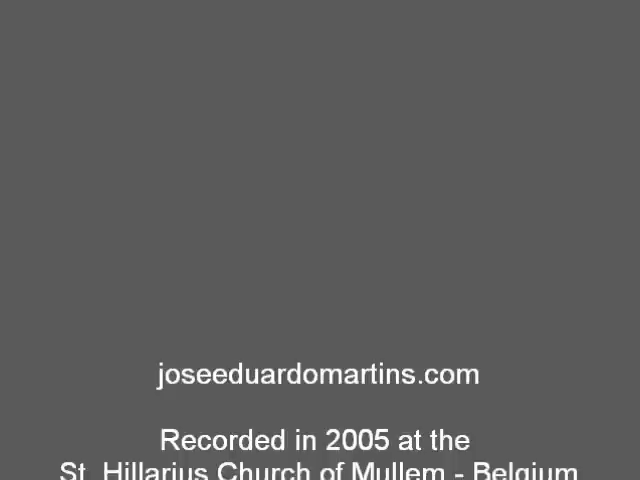 joseeduardomartins.com
Recorded in 2005 at the
St. Hillarius Church of Mullem - Belgium